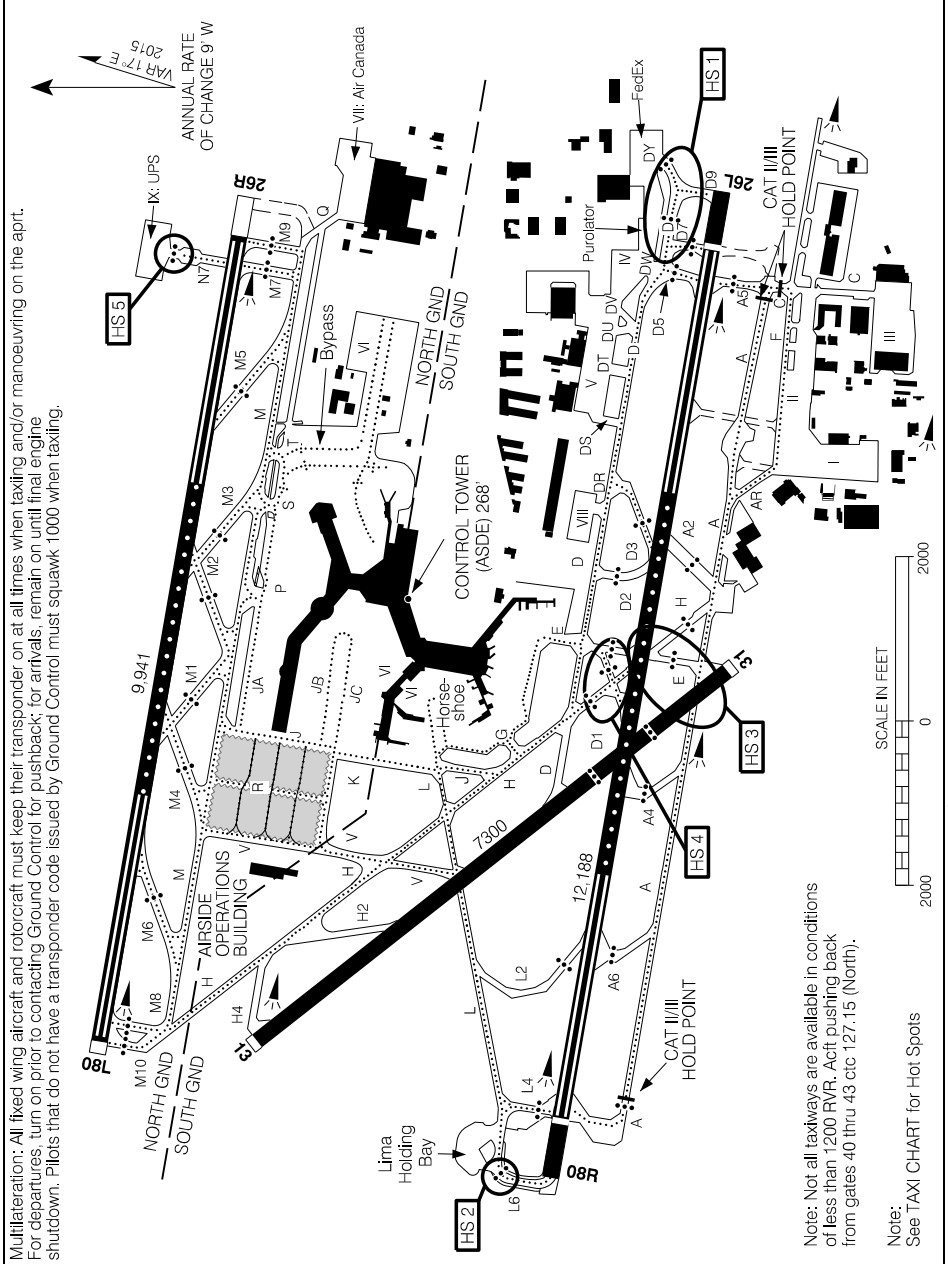 Multilateration: All fixed wing aircraft and rotorcraft must keep their transponder on at all times when taxiing and/or manoeuvring on the aprt.
For departures, turn on prior to contacting Ground Control for pushback; for arrivals, remain on until final engine
shutdown. Pilots that do not have a transponder code issued by Ground Control must squawk 1000 when taxiing.
VAR 17° E
2015
ANNUAL RATE
OF CHANGE 9' W
IX: UPS
VII: Air Canada
HS 5
N7
26R
Q
M9
M7
M5
M
Bypass
VI
T
S
M3
M2
P
9,941
M1
JA
JB
JC
J
R
K
M4
M
V
V
M6
M8
M10
08L
H
H
H2
V
H4
13
AIRSIDE
OPERATIONS
BUILDING
NORTH GND
SOUTH GND
NORTH GND
SOUTH GND
CONTROL TOWER
(ASDE) 268'
VI
VI
Horse-
shoe
G
L
J
H
D
7300
FedEx
DY
HS 1
Purolator
IV
DW
D
D7
D9
26L
D5
DV
DU
DT
V
D
DS
DR
VIII
D
D3
D2
E
CAT II/III
HOLD POINT
A5
C
C
F
A
II
III
I
AR
A
A2
H
E
31
HS 3
D1
HS 4
A4
12,188
A
A6
L2
L
L4
CAT II/III
HOLD POINT
A
Lima
Holding
Bay
HS 2
L6
08R
SCALE IN FEET
2000
0
2000
Note: Not all taxiways are available in conditions
of less than 1200 RVR. Acft pushing back
from gates 40 thru 43 ctc 127.15 (North).
Note:
See TAXI CHART for Hot Spots